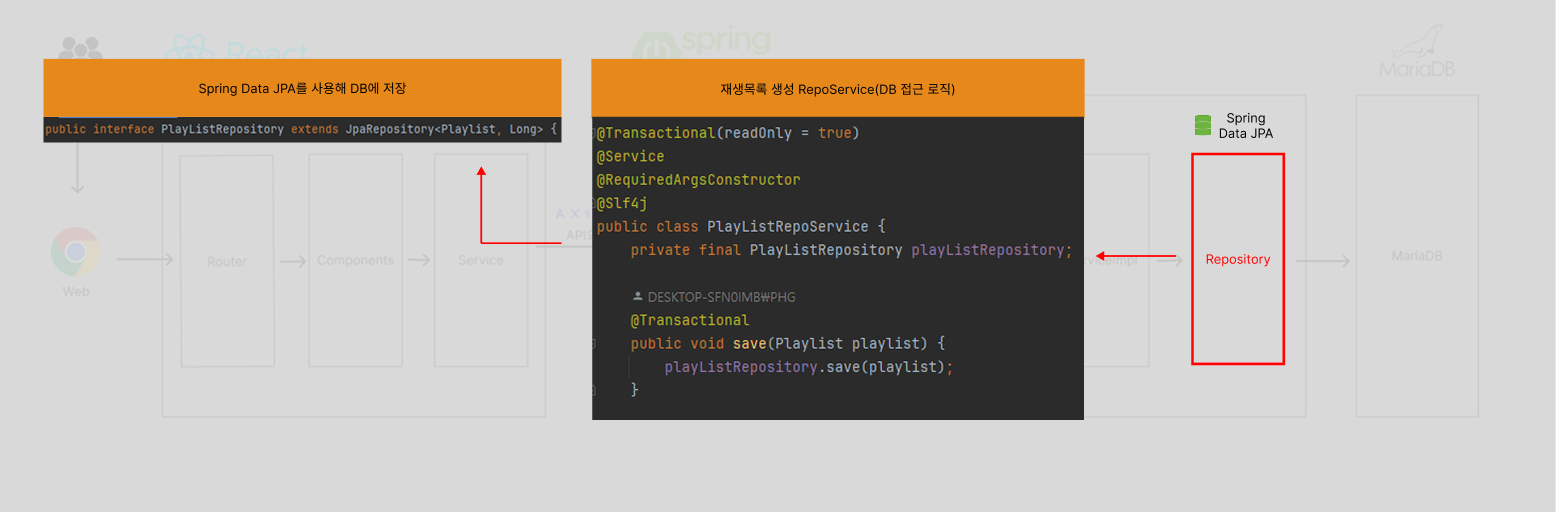 React
spring
MariaDB
Spring Data JPA를 사용해 DB에 저장
public interface PlayListRepository extends JpaRepository<Playlist, Long> {
재생목록 생성 RepoService(DB 접근 로직)
@Transactional(readOnly = true)
@Service
@RequiredArgsConstructor
@Slf4j
public class PlayListRepoService {
private final PlayListRepository playListRepository;
DESKTOP-SFN0IMB₩PHG
@Transactional
public void save(Playlist playlist) {
playListRepository.save(playlist);
}
Spring
Data JPA
Web
Router
Components
Service
A X
APIS
Repository
MariaDB